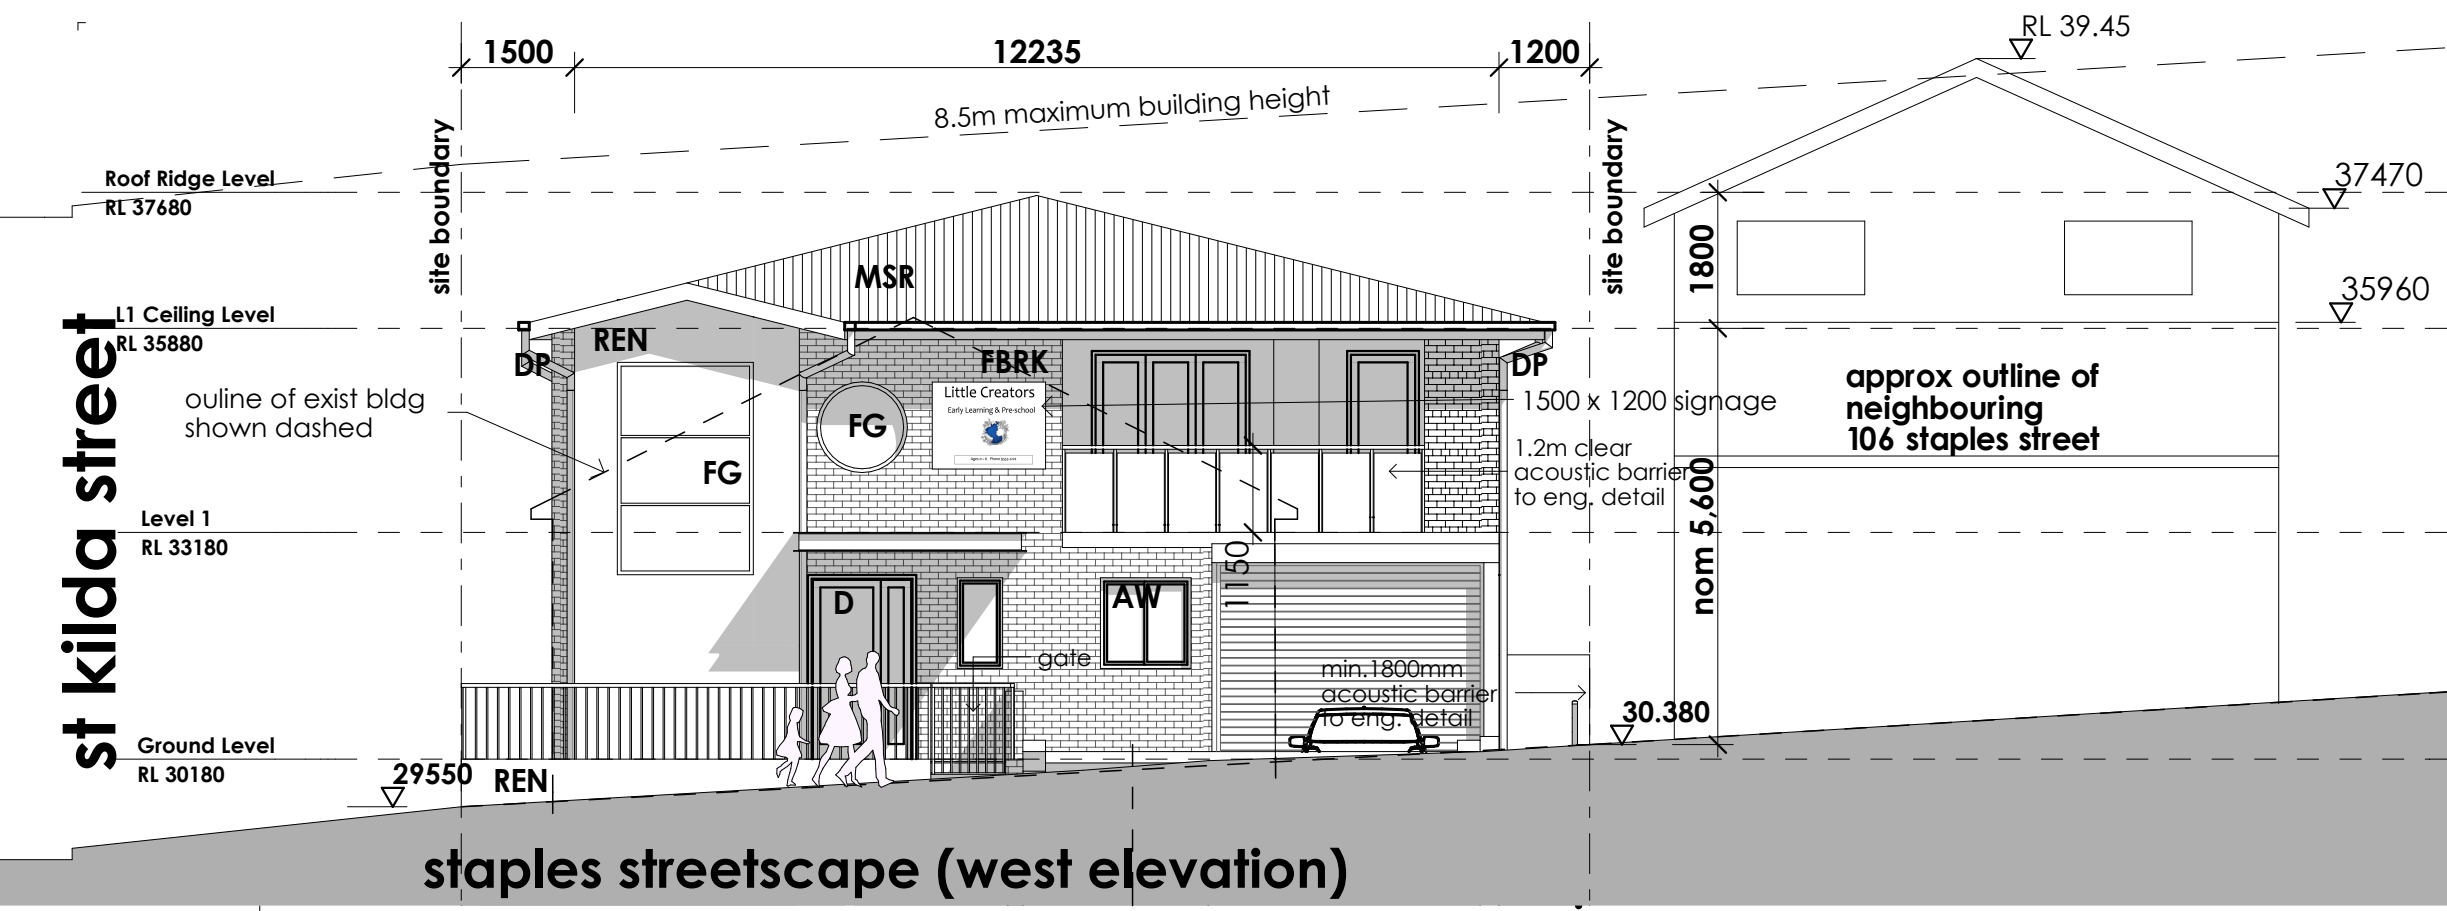 RL 39.45
1500
12235
1200
8.5m maximum building height
site boundary
site boundary
Roof Ridge Level
RL 37680
37470
1800
MSR
35960
L1 Ceiling Level
RL 35880
REN
DP
FBRK
DP
ouline of exist bldg
shown dashed
FG
FG
Little Creators
Early Learning & Pre-school
1500 x 1200 signage
1.2m clear
acoustic barrier
to eng. detail
approx outline of
neighbouring
106 staples street
nom 5,600
st kilda street
Level 1
RL 33180
1150
D
AW
gate
min.1800mm
acoustic barrier
to eng. detail
30.380
Ground Level
RL 30180
29550
REN
staples streetscape (west elevation)